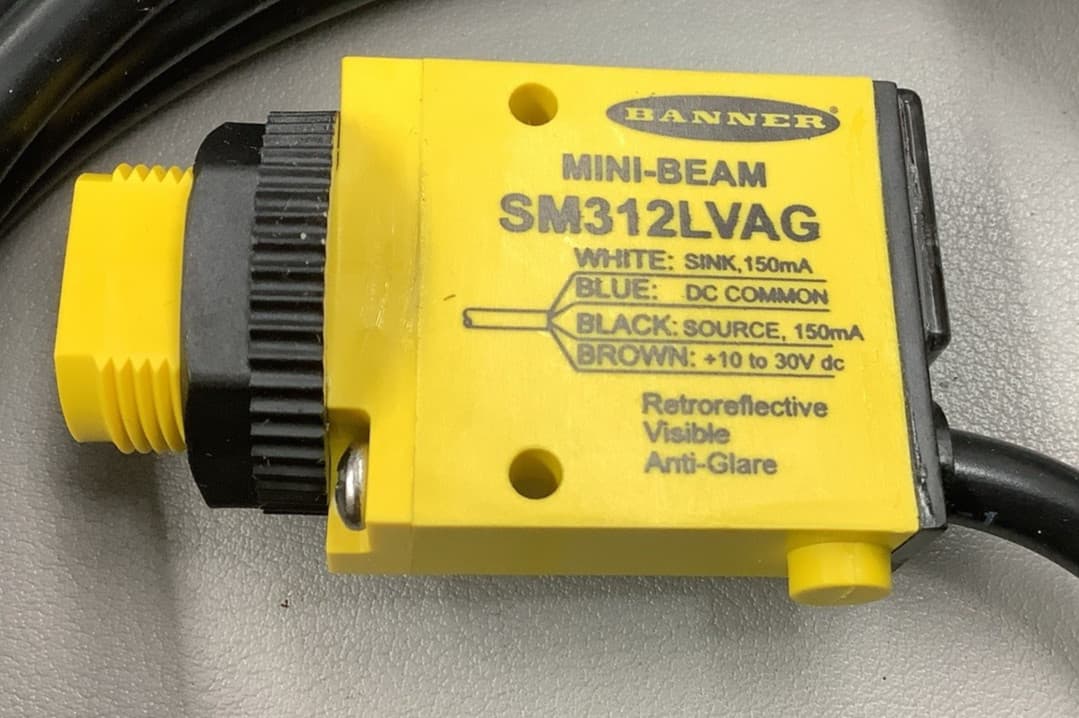 BANNER®
MINI-BEAM
SM312LVAG
WHITE: SINK, 150mA
BLUE: DC COMMON
BLACK: SOURCE, 150mA
BROWN: +10 to 30V dc
Retroreflective
Visible
Anti-Glare